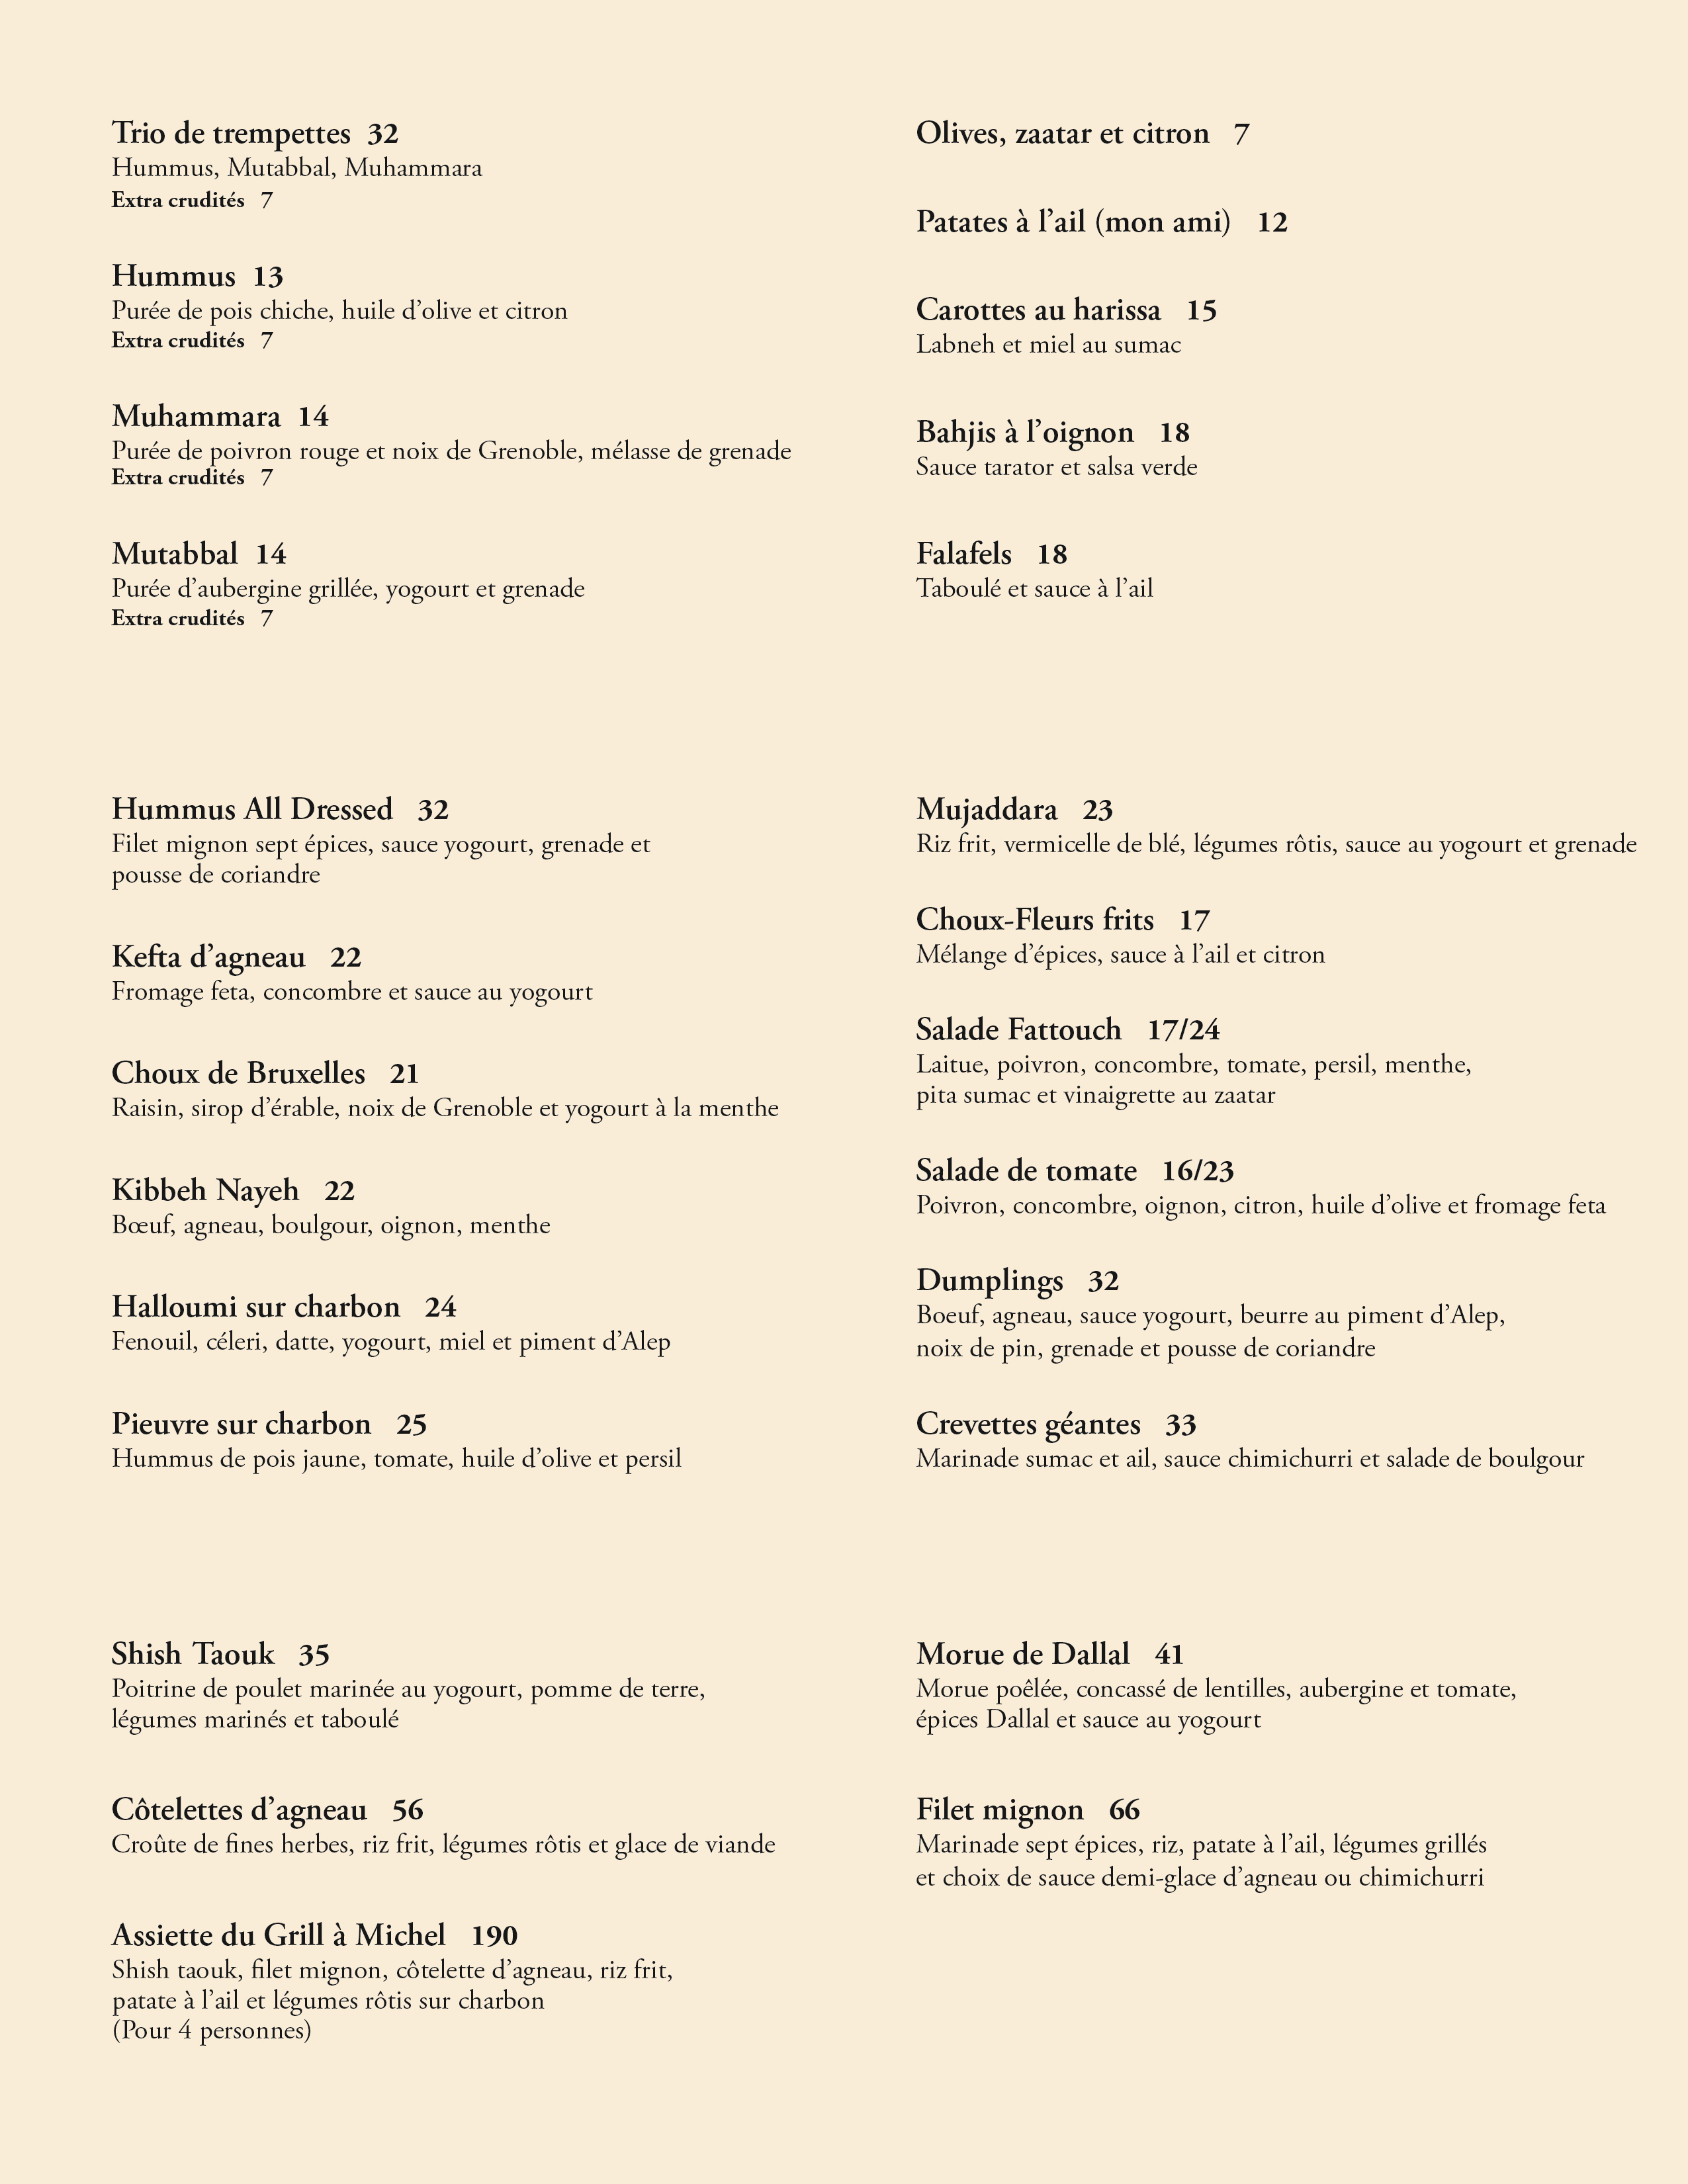 Trio de trempettes 32
Hummus, Mutabbal, Muhammara
Extra crudités 7
Hummus 13
Purée de pois chiche, huile d’olive et citron
Extra crudités 7
Muhammara 14
Purée de poivron rouge et noix de Grenoble, mélasse de grenade
Extra crudités 7
Mutabbal 14
Purée d’aubergine grillée, yogourt et grenade
Extra crudités 7
Olives, zaatar et citron 7
Patates à l’ail (mon ami) 12
Carottes au harissa 15
Labneh et miel au sumac
Bahjis à l’oignon 18
Sauce tarator et salsa verde
Falafels 18
Taboulé et sauce à l’ail
Hummus All Dressed 32
Filet mignon sept épices, sauce yogourt, grenade et
pousse de coriandre
Kefta d’agneau 22
Fromage feta, concombre et sauce au yogourt
Choux de Bruxelles 21
Raisin, sirop d’érable, noix de Grenoble et yogourt à la menthe
Kibbeh Nayeh 22
Bœuf, agneau, boulgour, oignon, menthe
Halloumi sur charbon 24
Fenouil, céleri, datte, yogourt, miel et piment d’Alep
Pieuvre sur charbon 25
Hummus de pois jaune, tomate, huile d’olive et persil
Mujaddara 23
Riz frit, vermicelle de blé, légumes rôtis, sauce au yogourt et grenade
Choux-Fleurs frits 17
Mélange d’épices, sauce à l’ail et citron
Salade Fattouch 17/24
Laitue, poivron, concombre, tomate, persil, menthe,
pita sumac et vinaigrette au zaatar
Salade de tomate 16/23
Poivron, concombre, oignon, citron, huile d’olive et fromage feta
Dumplings 32
Boeuf, agneau, sauce yogourt, beurre au piment d’Alep,
noix de pin, grenade et pousse de coriandre
Crevettes géantes 33
Marinade sumac et ail, sauce chimichurri et salade de boulgour
Shish Taouk 35
Poitrine de poulet marinée au yogourt, pomme de terre,
légumes marinés et taboulé
Côtelettes d’agneau 56
Croûte de fines herbes, riz frit, légumes rôtis et glace de viande
Assiette du Grill à Michel 190
Shish taouk, filet mignon, côtelette d’agneau, riz frit,
patate à l’ail et légumes rôtis sur charbon
(Pour 4 personnes)
Morue de Dallal 41
Morue poêlée, concassé de lentilles, aubergine et tomate,
épices Dallal et sauce au yogourt
Filet mignon 66
Marinade sept épices, riz, patate à l’ail, légumes grillés
et choix de sauce demi-glace d’agneau ou chimichurri